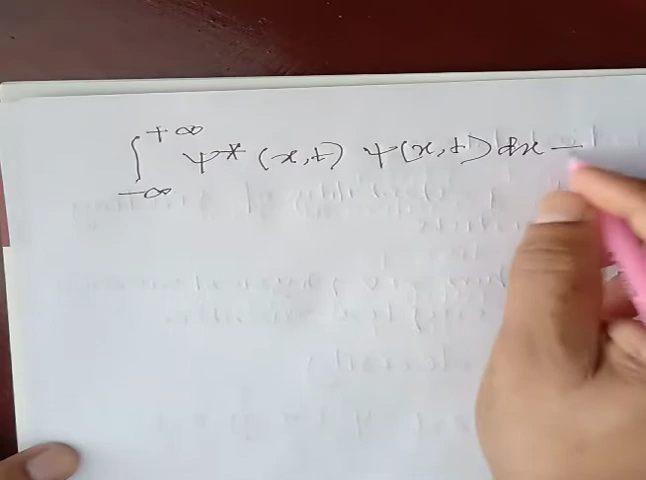 ∫_{-∞}^{+∞} ψ* (x,t) ψ(x,t) dx —